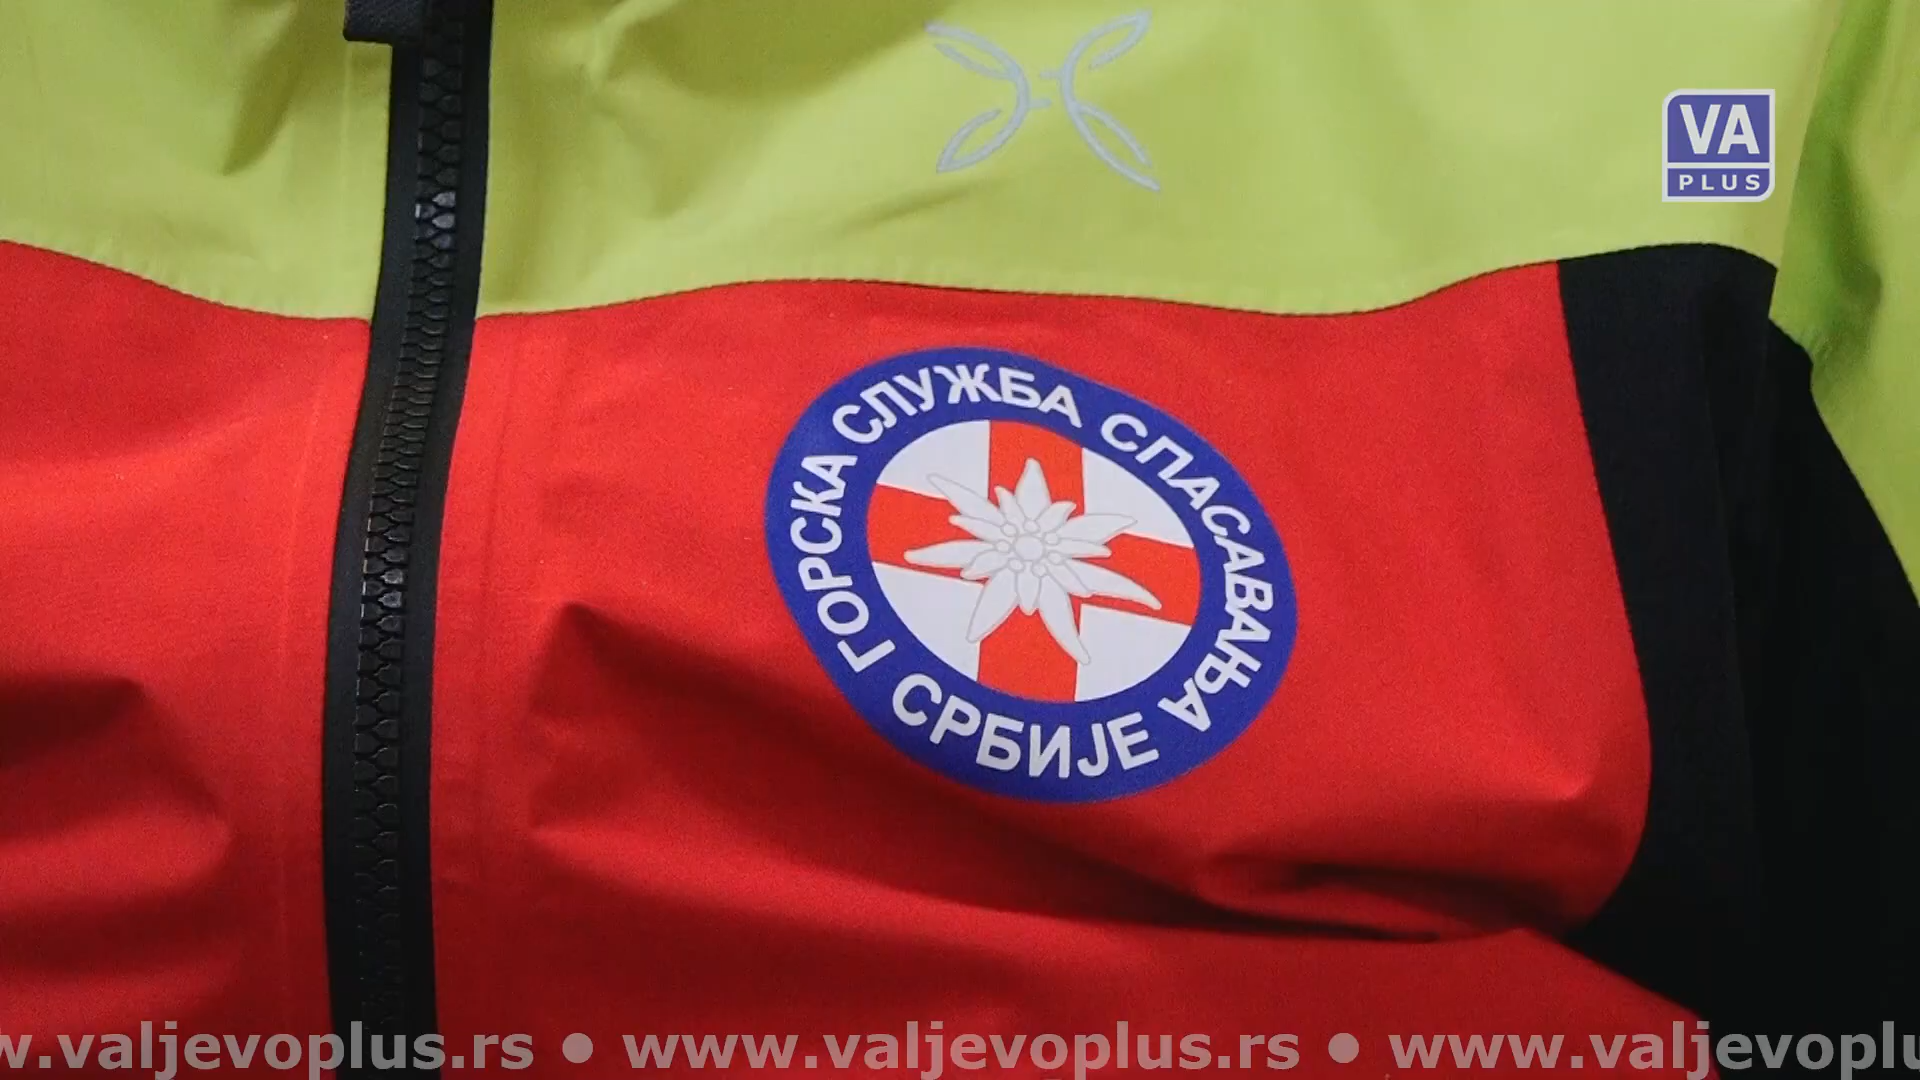 VA
PLUS
ГОРСКА СЛУЖБА СПАСАВАЊА
СРБИЈЕ
w.valjevoplus.rs • www.valjevoplus.rs • www.valjevoplu